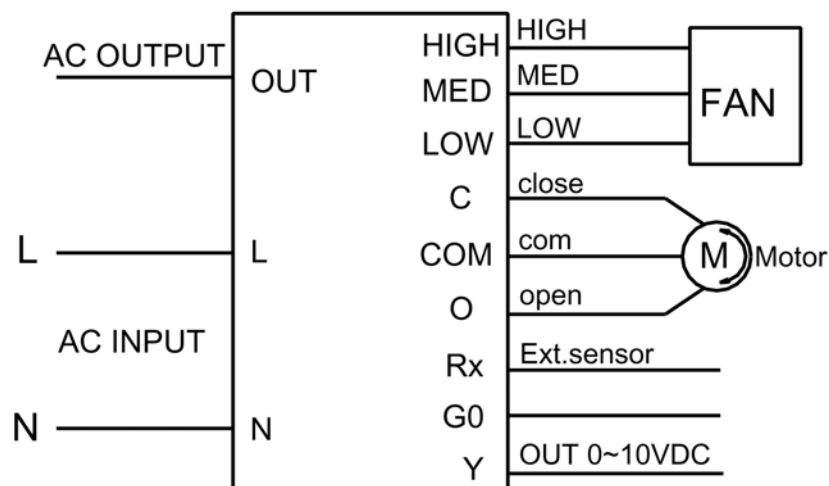 AC OUTPUT
OUT
L
L
AC INPUT
N
N
HIGH
HIGH
MED
MED
LOW
LOW
FAN
C
close
COM
com
O
open
M
Motor
Rx
Ext.sensor
G0
Y
OUT 0~10VDC